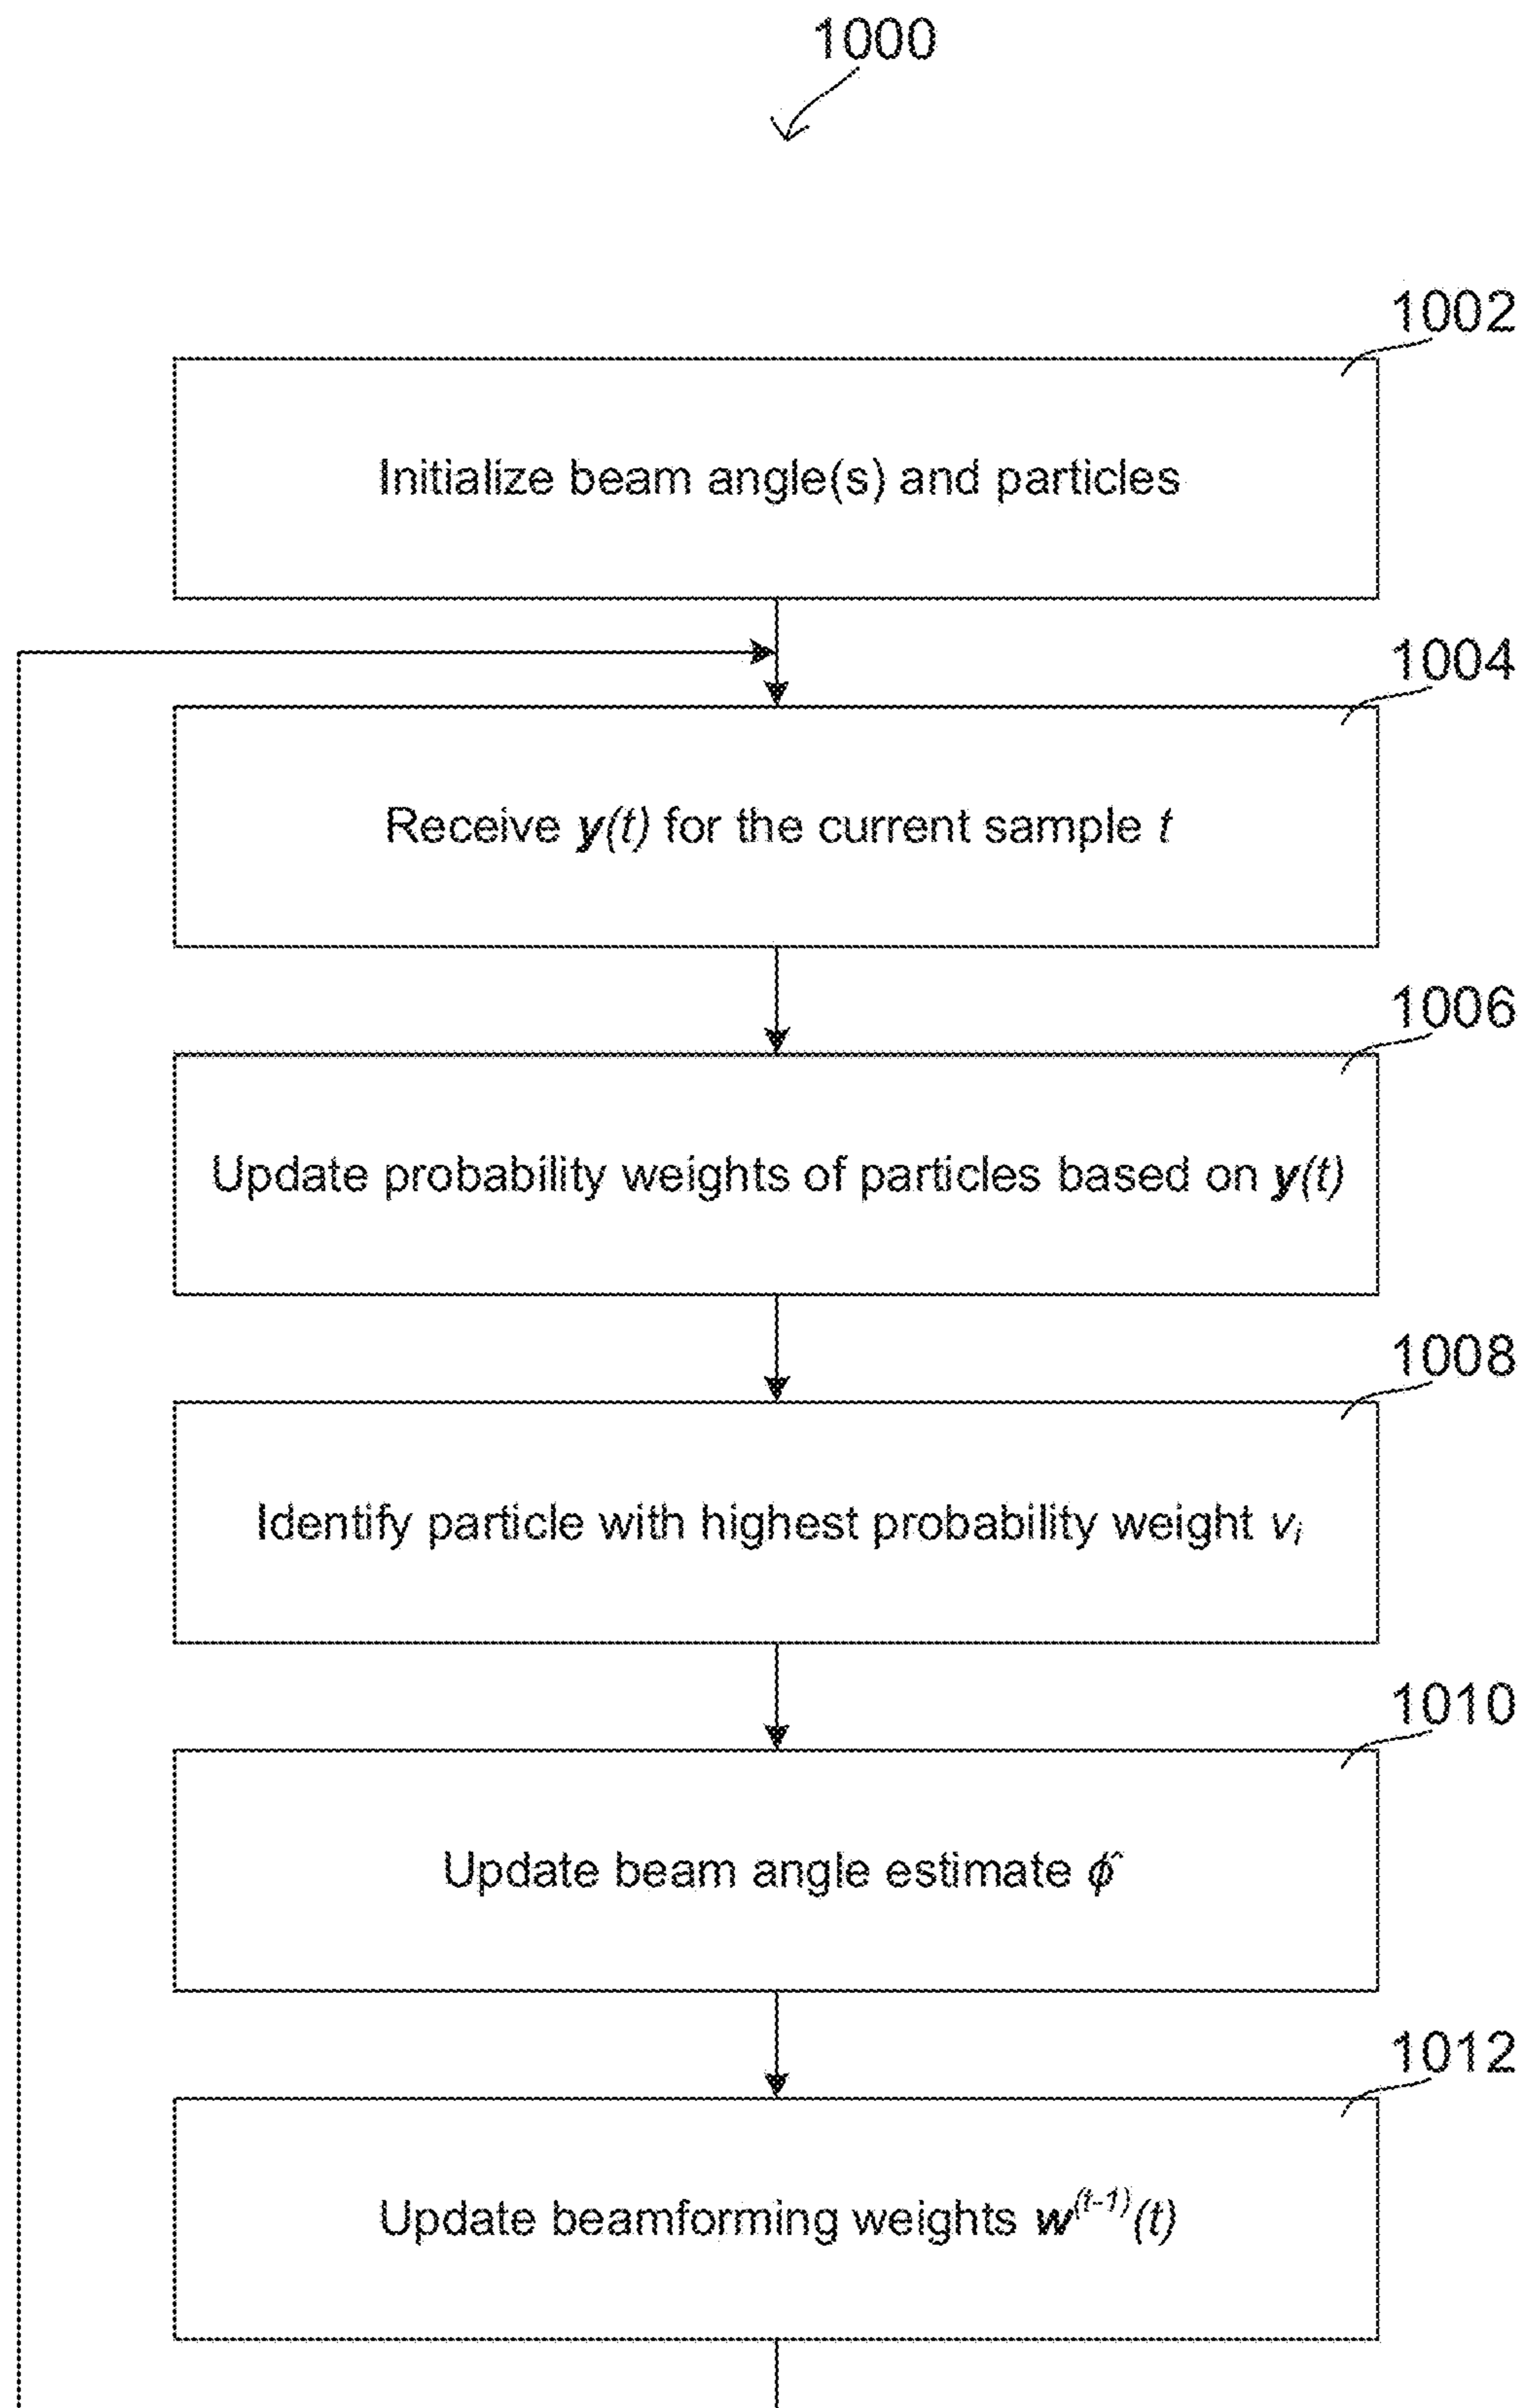 1000
1002
Initialize beam angle(s) and particles
1004
Receive y(t) for the current sample t
1006
Update probability weights of particles based on y(t)
1008
Identify particle with highest probability weight vᵢ
1010
Update beam angle estimate ϕ̂
1012
Update beamforming weights w⁽ᵗ⁻¹⁾(t)